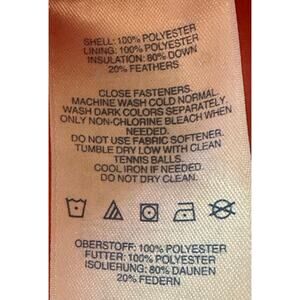 SHELL: 100% POLYESTER
LINING: 100% POLYESTER
INSULATION: 80% DOWN
20% FEATHERS
CLOSE FASTENERS.
MACHINE WASH COLD NORMAL.
WASH DARK COLORS SEPARATELY,
ONLY NON-CHLORINE BLEACH WHEN
NEEDED.
DO NOT USE FABRIC SOFTENER.
TUMBLE DRY LOW WITH CLEAN
TENNIS BALLS.
COOL IRON IF NEEDED.
DO NOT DRY CLEAN.
OBERSTOFF: 100% POLYESTER
FUTTER: 100% POLYESTER
ISOLIERUNG: 80% DAUNEN
20% FEDERN